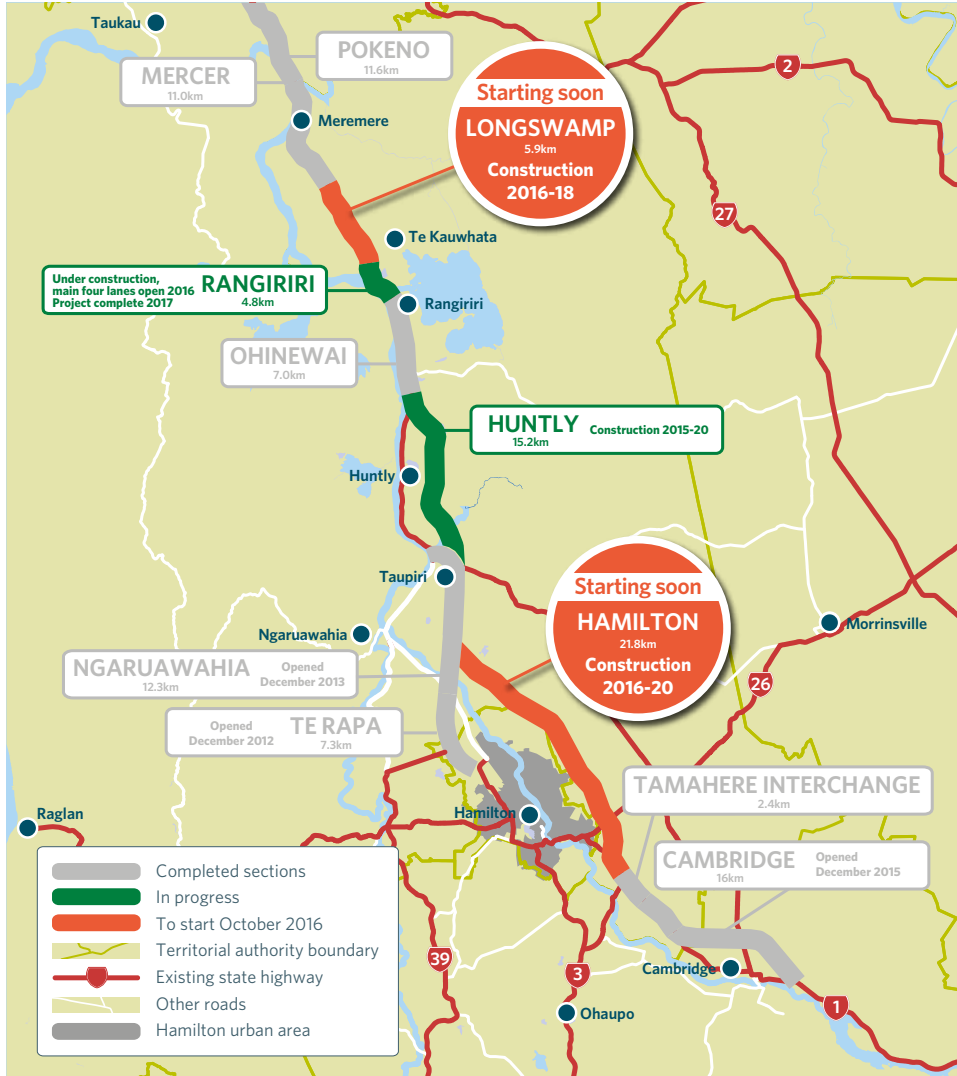 Taukau
POKENO
11.6km
MERCER
11.0km
2
Starting soon
LONGSWAMP
5.9km
Construction
2016-18
Meremere
27
Te Kauwhata
Under construction,
main four lanes open 2016
Project complete 2017
RANGIRIRI
4.8km
Rangiriri
OHINEWAI
7.0km
HUNTLY
15.2km
Construction 2015-20
Huntly
Taupiri
Starting soon
HAMILTON
21.8km
Construction
2016-20
Ngaruawahia
Morrinsville
NGARUAWAHIA
12.3km
Opened
December 2013
26
Opened
December 2012
TE RAPA
7.3km
TAMAHERE INTERCHANGE
2.4km
Raglan
Hamilton
CAMBRIDGE
16km
Opened
December 2015
Completed sections
In progress
To start October 2016
Territorial authority boundary
Existing state highway
Other roads
Hamilton urban area
39
3
Cambridge
1
Ohaupo